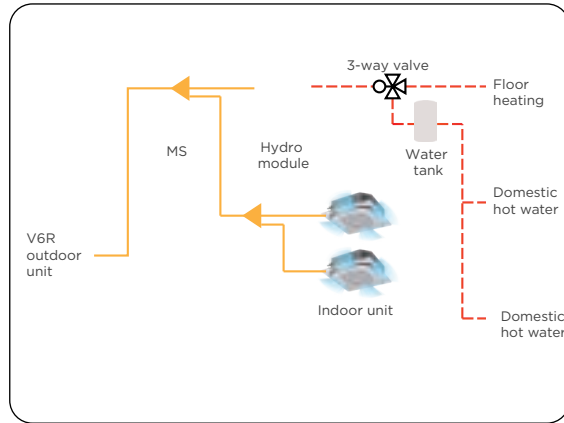 3-way valve
Floor
heating
Hydro
module
MS
Water
tank
Domestic
hot water
V6R
outdoor
unit
Indoor unit
Domestic
hot water